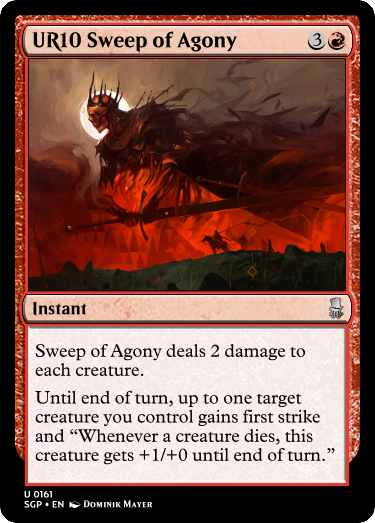 UR10 Sweep of Agony 3
Instant
Sweep of Agony deals 2 damage to
each creature.
Until end of turn, up to one target
creature you control gains first strike
and “Whenever a creature dies, this
creature gets +1/+0 until end of turn.”
U 0161
SGP • EN DOMINIK MAYER